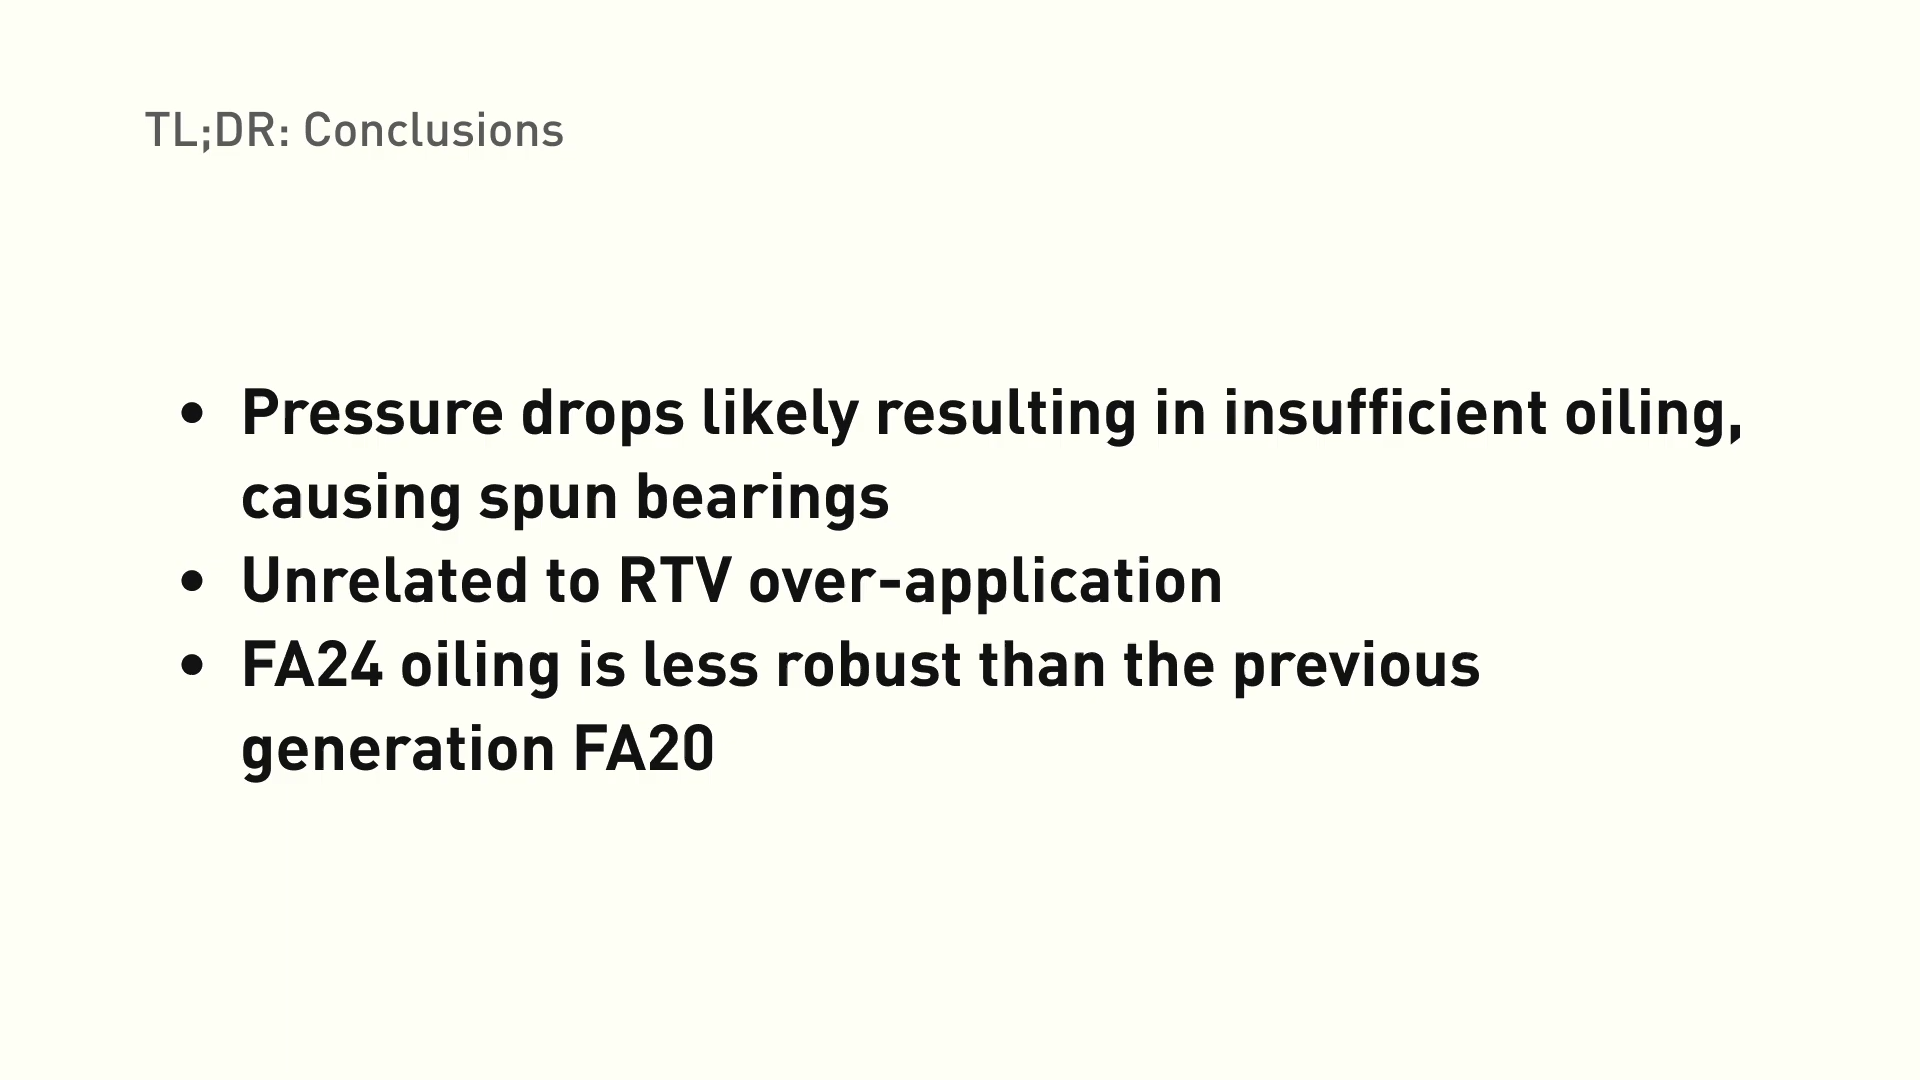 TL;DR: Conclusions
• Pressure drops likely resulting in insufficient oiling,
causing spun bearings
• Unrelated to RTV over-application
• FA24 oiling is less robust than the previous
generation FA20